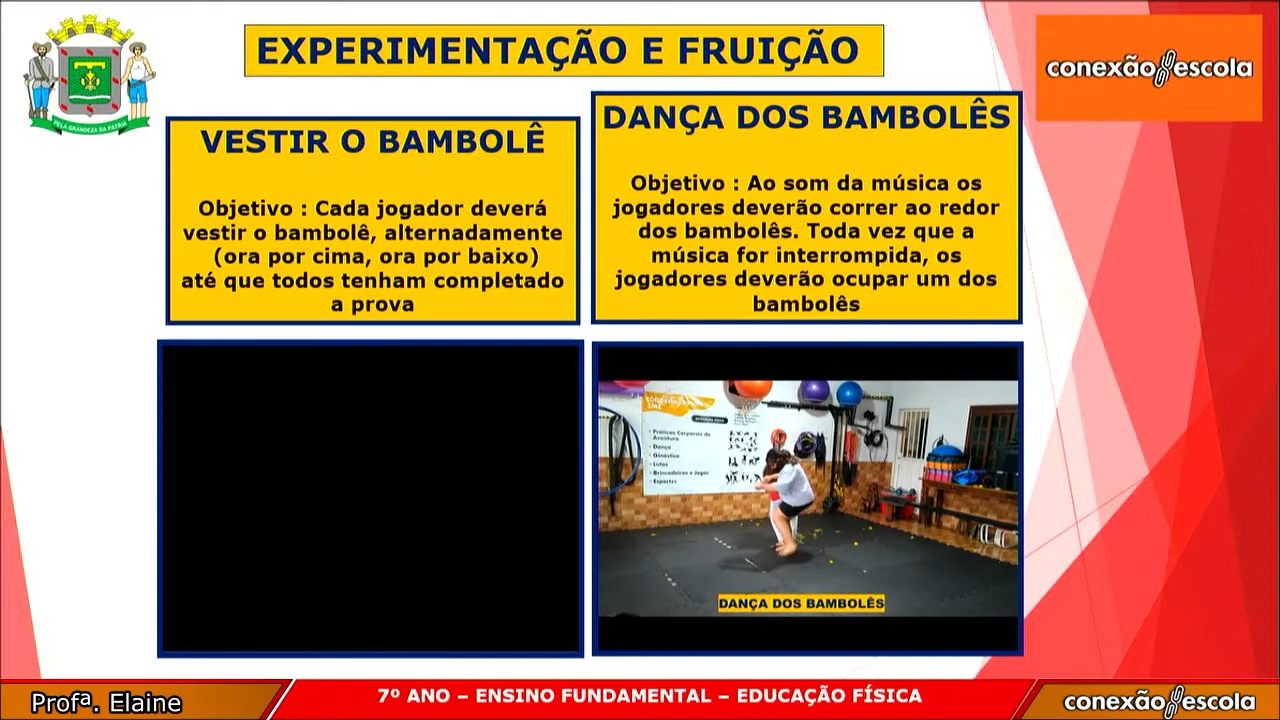 EXPERIMENTAÇÃO E FRUIÇÃO
conexão escola
PELA GRANDEZA DA PÁTRIA
VESTIR O BAMBOLÊ
Objetivo : Cada jogador deverá
vestir o bambolê, alternadamente
(ora por cima, ora por baixo)
até que todos tenham completado
a prova
DANÇA DOS BAMBOLÊS
Objetivo : Ao som da música os
jogadores deverão correr ao redor
dos bambolês. Toda vez que a
música for interrompida, os
jogadores deverão ocupar um dos
bambolês
conexão
SME
- Práticas Corporais de
Aventura
- Dança
- Ginástica
- Lutas
- Brincadeiras e Jogos
- Esportes
DANÇA DOS BAMBOLÊS
Profª. Elaine
7º ANO – ENSINO FUNDAMENTAL – EDUCAÇÃO FÍSICA
conexão escola